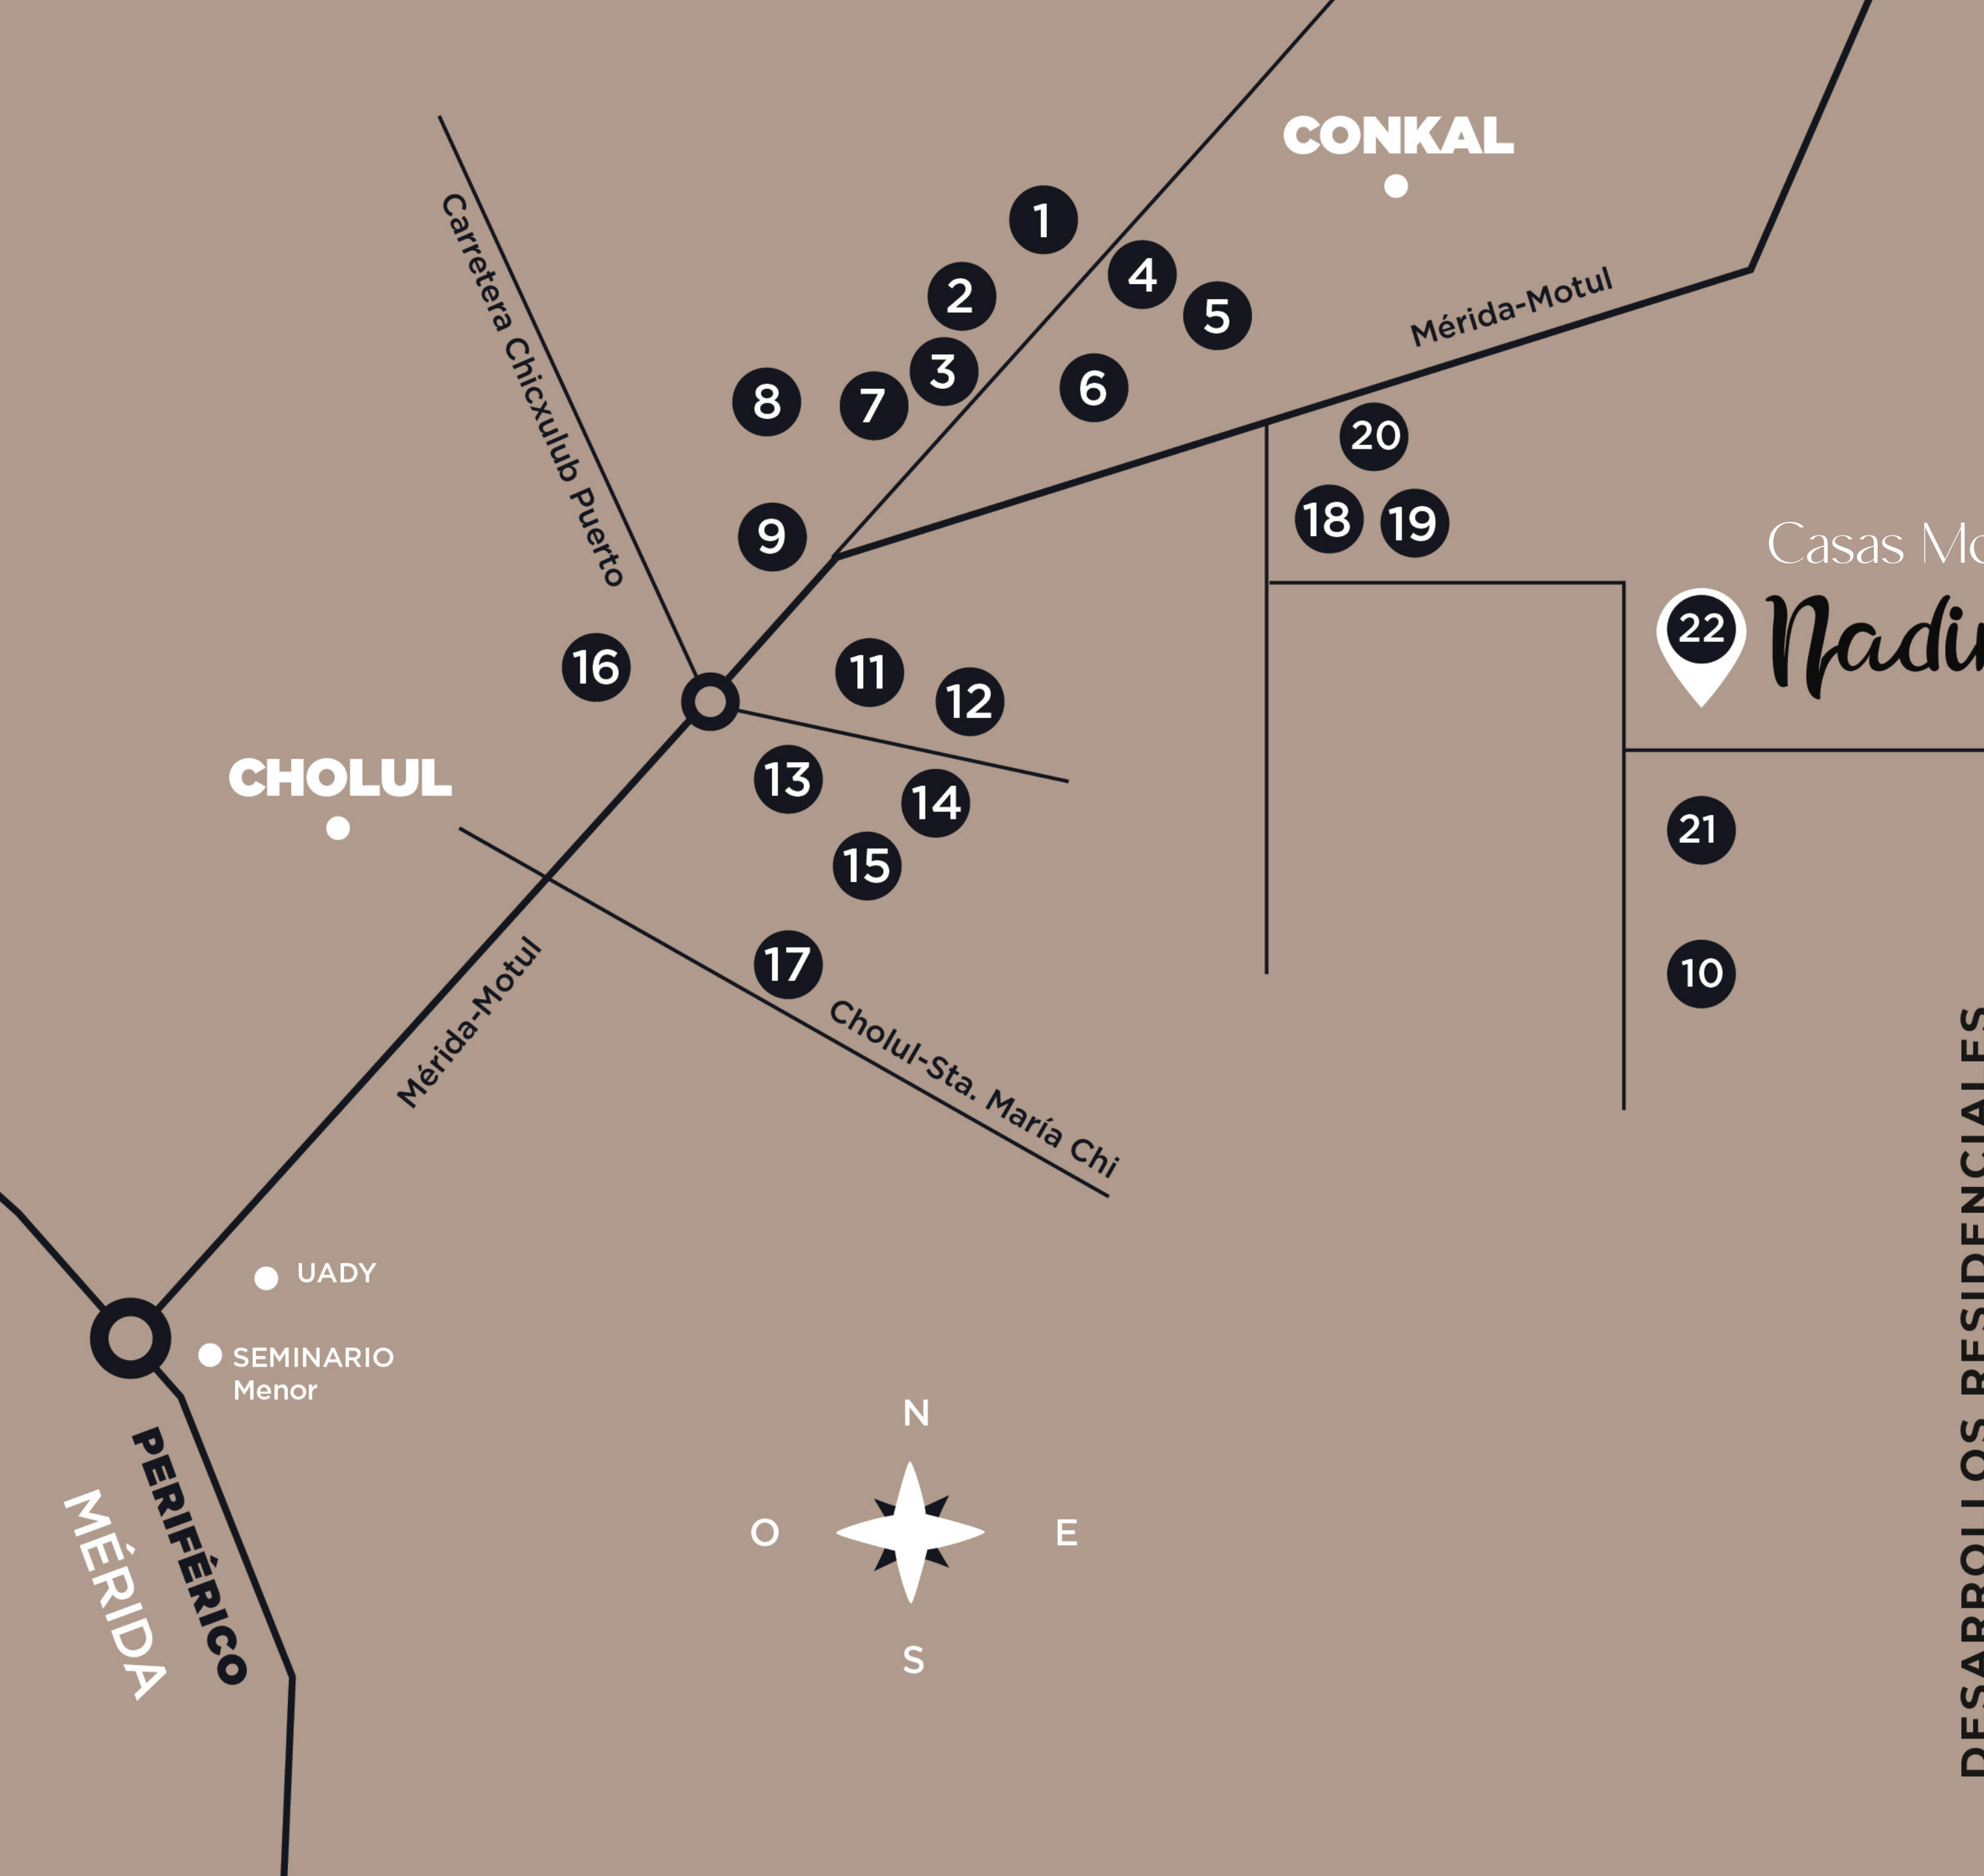 CONKAL
Carretera Chicxulub Puerto
1
4
2
5
Mérida-Motul
3
6
8
7
20
18
19
9
Casas
22
16
11
12
CHOLUL
13
14
21
15
17
10
Mérida-Motul
Cholul-Sta. María Chi
UADY
SEMINARIO
Menor
PERIFÉRICO
MÉRIDA
N
O
E
S
DESARROLLOS RESIDENCIALES